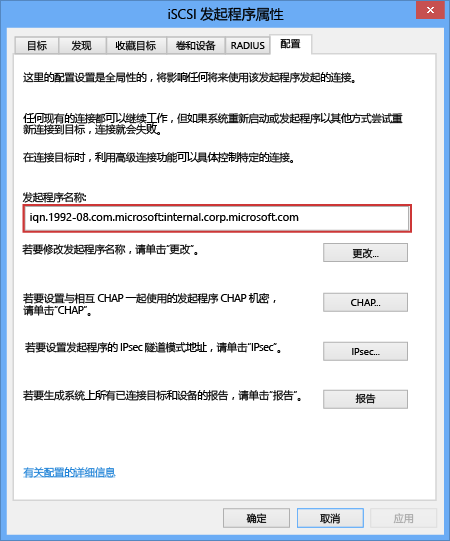 iSCSI 发起程序属性
目标 发现 收藏目标 卷和设备 RADIUS 配置
这里的配置设置是全局性的，将影响任何将来使用该发起程序发起的连接。
任何现有的连接都可以继续工作，但如果系统重新启动或发起程序以其他方式尝试重
新连接到目标，连接就会失败。
在连接目标时，利用高级连接功能可以具体控制特定的连接。
发起程序名称:
iqn.1992-08.com.microsoft:internal.corp.microsoft.com
若要修改发起程序名称，请单击“更改”。 更改...
若要设置与相互 CHAP 一起使用的发起程序 CHAP 机密，
请单击“CHAP”。 CHAP...
若要设置发起程序的 IPsec 隧道模式地址，请单击“IPsec”。 IPsec...
若要生成系统上所有已连接目标和设备的报告，请单击“报告”。 报告
有关配置的详细信息
确定 取消 应用